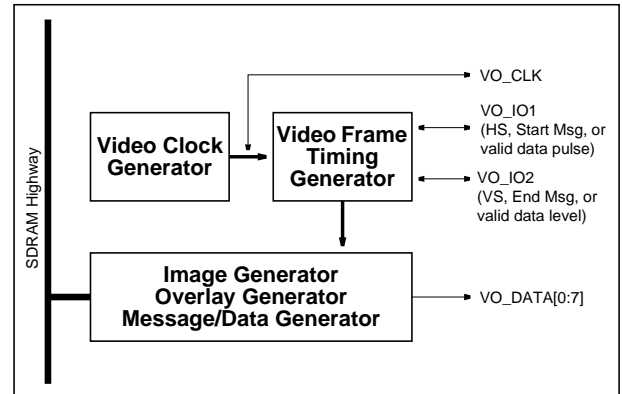 VO_CLK
VO_IO1
(HS, Start Msg, or
valid data pulse)
Video Clock
Generator
Video Frame
Timing
Generator
VO_IO2
(VS, End Msg, or
valid data level)
SDRAM Highway
Image Generator
Overlay Generator
Message/Data Generator
VO_DATA[0:7]